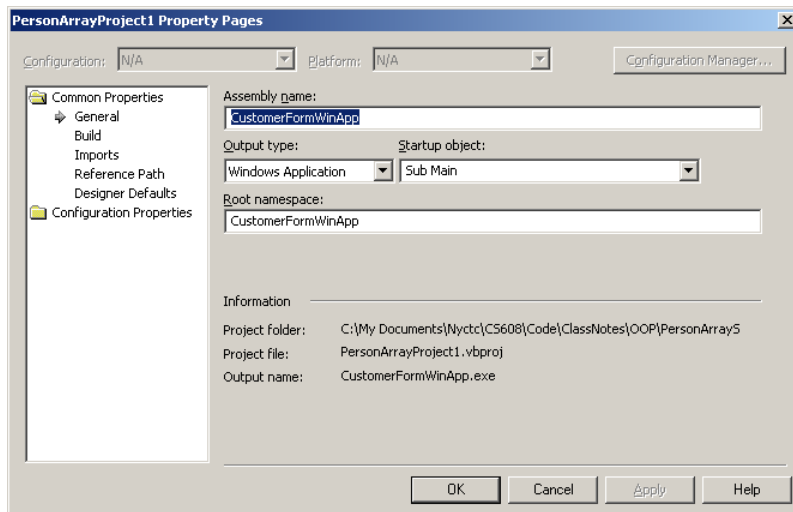 PersonArrayProject1 Property Pages
Configuration: N/A Platform: N/A Configuration Manager...
Common Properties
General
Build
Imports
Reference Path
Designer Defaults
Configuration Properties
Assembly name:
CustomerFormWinApp
Output type: Startup object:
Windows Application Sub Main
Root namespace:
CustomerFormWinApp
Information
Project folder: C:\My Documents\Nyctc\CS608\Code\ClassNotes\OOP\PersonArrayS
Project file: PersonArrayProject1.vbproj
Output name: CustomerFormWinApp.exe
OK Cancel Apply Help